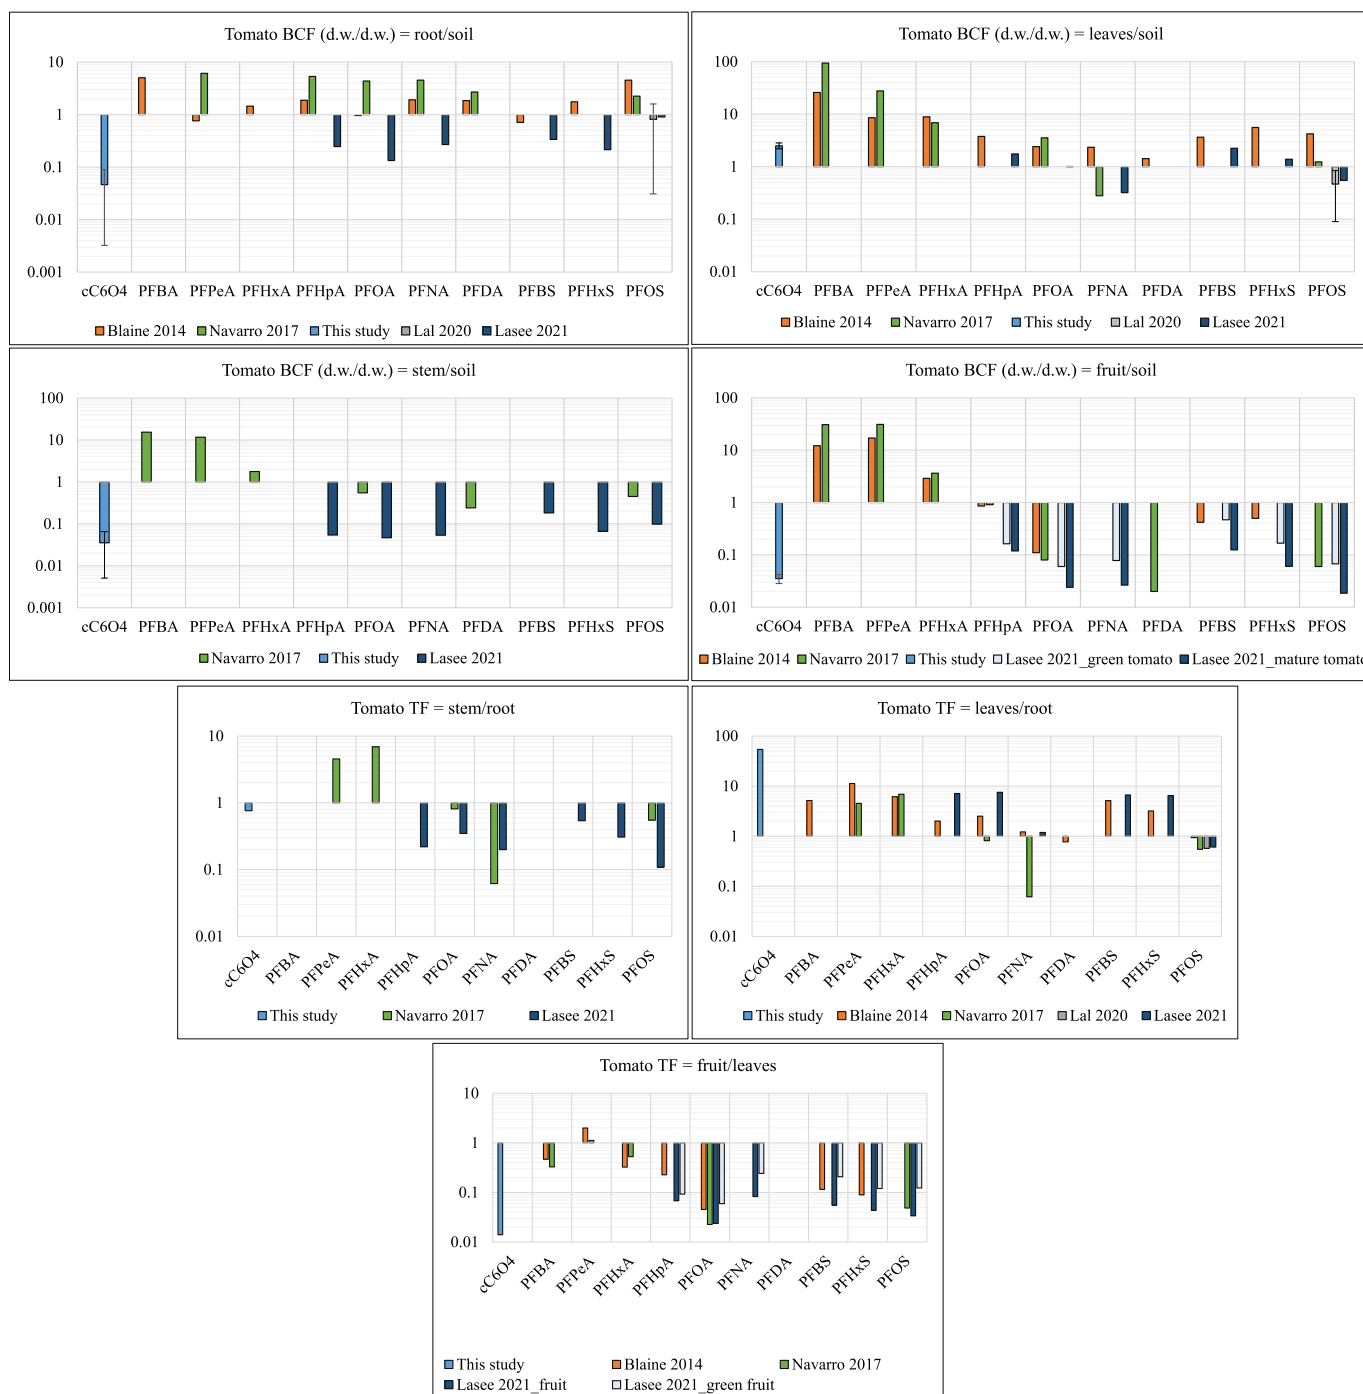 Tomato BCF (d.w./d.w.) = root/soil
10
1
0.1
0.01
0.001
cC6O4 PFBA PFPeA PFHxA PFHpA PFOA PFNA PFDA PFBS PFHxS PFOS
Blaine 2014 Navarro 2017 This study Lal 2020 Lasee 2021
Tomato BCF (d.w./d.w.) = leaves/soil
100
10
1
0.1
0.01
cC6O4 PFBA PFPeA PFHxA PFHpA PFOA PFNA PFDA PFBS PFHxS PFOS
Blaine 2014 Navarro 2017 This study Lal 2020 Lasee 2021
Tomato BCF (d.w./d.w.) = stem/soil
100
10
1
0.1
0.01
0.001
cC6O4 PFBA PFPeA PFHxA PFHpA PFOA PFNA PFDA PFBS PFHxS PFOS
Navarro 2017 This study Lasee 2021
Tomato BCF (d.w./d.w.) = fruit/soil
100
10
1
0.1
0.01
cC6O4 PFBA PFPeA PFHxA PFHpA PFOA PFNA PFDA PFBS PFHxS PFOS
Blaine 2014 Navarro 2017 This study Lasee 2021_green tomato Lasee 2021_mature tomato
Tomato TF = stem/root
10
1
0.1
0.01
cC6O4 PFBA PFPeA PFHxA PFHpA PFOA PFNA PFDA PFBS PFHxS PFOS
This study Navarro 2017 Lasee 2021
Tomato TF = leaves/root
100
10
1
0.1
0.01
cC6O4 PFBA PFPeA PFHxA PFHpA PFOA PFNA PFDA PFBS PFHxS PFOS
This study Blaine 2014 Navarro 2017 Lal 2020 Lasee 2021
Tomato TF = fruit/leaves
10
1
0.1
0.01
cC6O4 PFBA PFPeA PFHxA PFHpA PFOA PFNA PFDA PFBS PFHxS PFOS
This study Blaine 2014 Navarro 2017
Lasee 2021_fruit Lasee 2021_green fruit